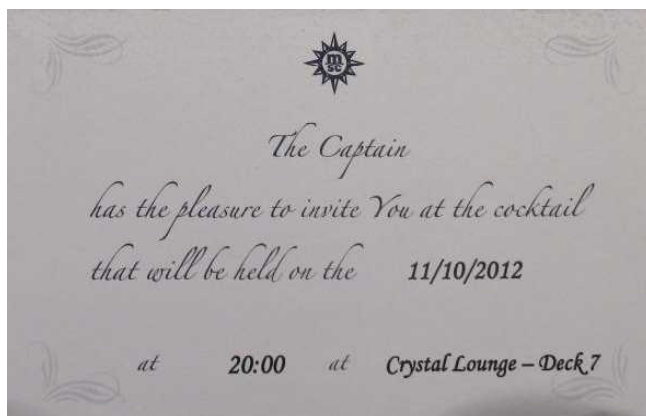 m
sc
The Captain
has the pleasure to invite You at the cocktail
that will be held on the 11/10/2012
at 20:00 at Crystal Lounge – Deck 7